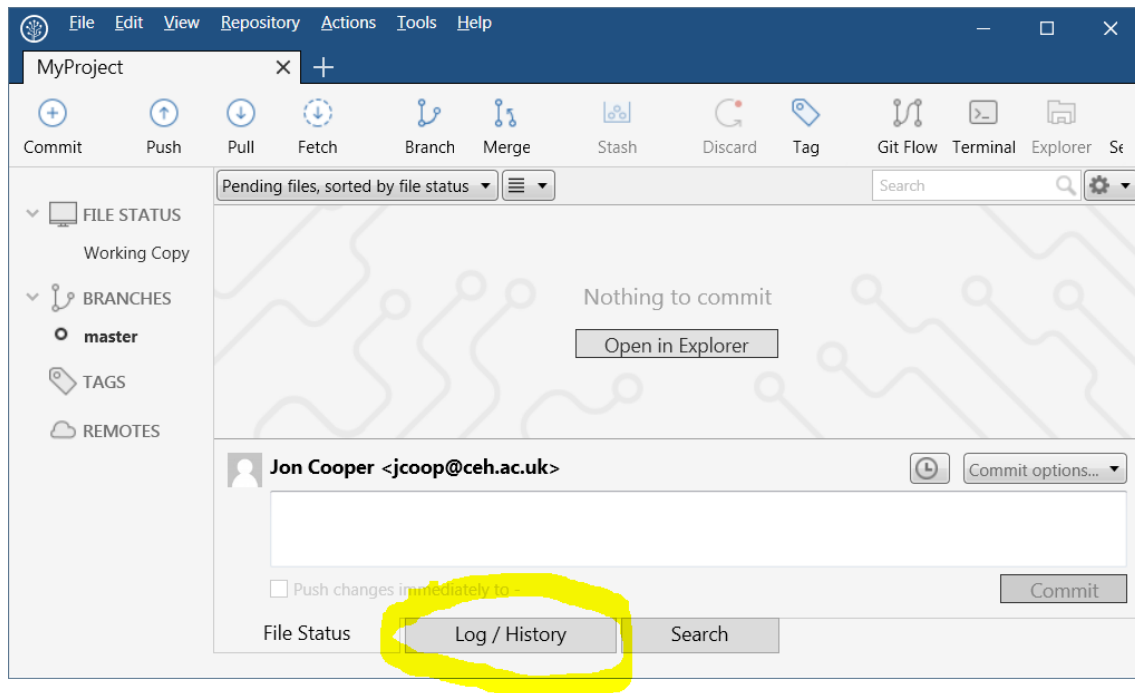 File Edit View Repository Actions Tools Help
MyProject
Commit Push Pull Fetch Branch Merge Stash Discard Tag Git Flow Terminal Explorer Se
Pending files, sorted by file status Search
FILE STATUS
Working Copy
BRANCHES
master
TAGS
REMOTES
Nothing to commit
Open in Explorer
Jon Cooper <jcoop@ceh.ac.uk> Commit options...
Push changes immediately to - Commit
File Status Log / History Search